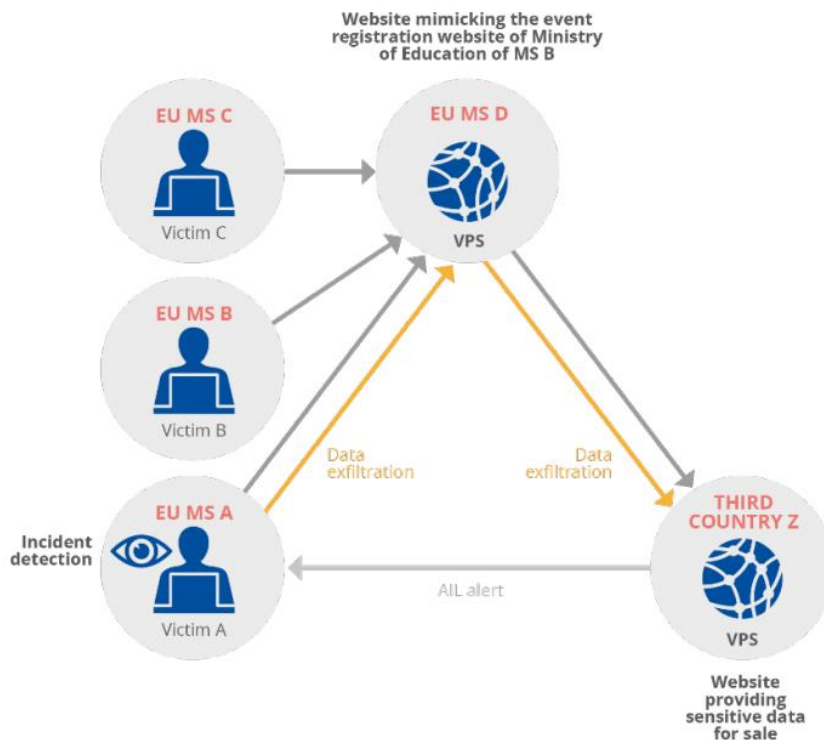 Website mimicking the event
registration website of Ministry
of Education of MS B
EU MS C
Victim C
EU MS D
VPS
EU MS B
Victim B
Data
exfiltration
Data
exfiltration
EU MS A
Incident
detection
Victim A
AIL alert
THIRD
COUNTRY Z
VPS
Website
providing
sensitive data
for sale